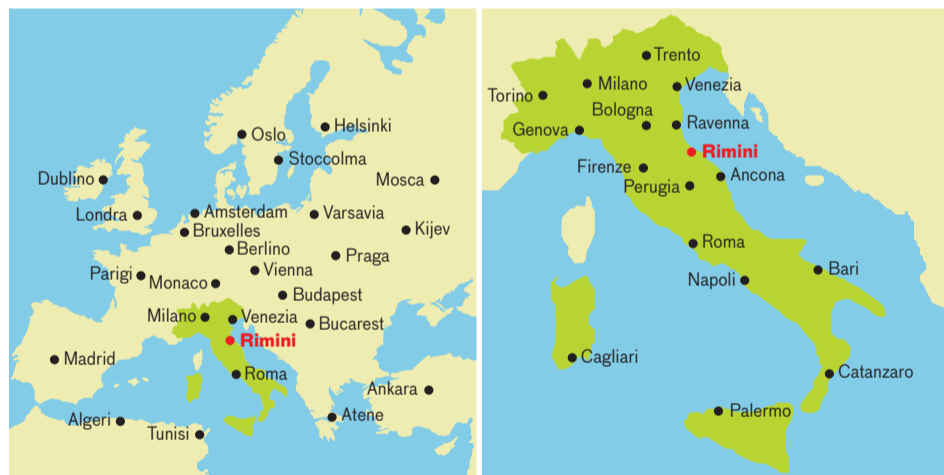 Oslo
Helsinki
Stoccolma
Dublino
Mosca
Londra
Amsterdam
Varsavia
Bruxelles
Kijev
Berlino
Praga
Parigi
Vienna
Monaco
Budapest
Milano
Venezia
Bucarest
Rimini
Madrid
Roma
Ankara
Algeri
Atene
Tunisi
Trento
Torino
Milano
Venezia
Bologna
Genova
Ravenna
Rimini
Firenze
Ancona
Perugia
Roma
Napoli
Bari
Cagliari
Catanzaro
Palermo